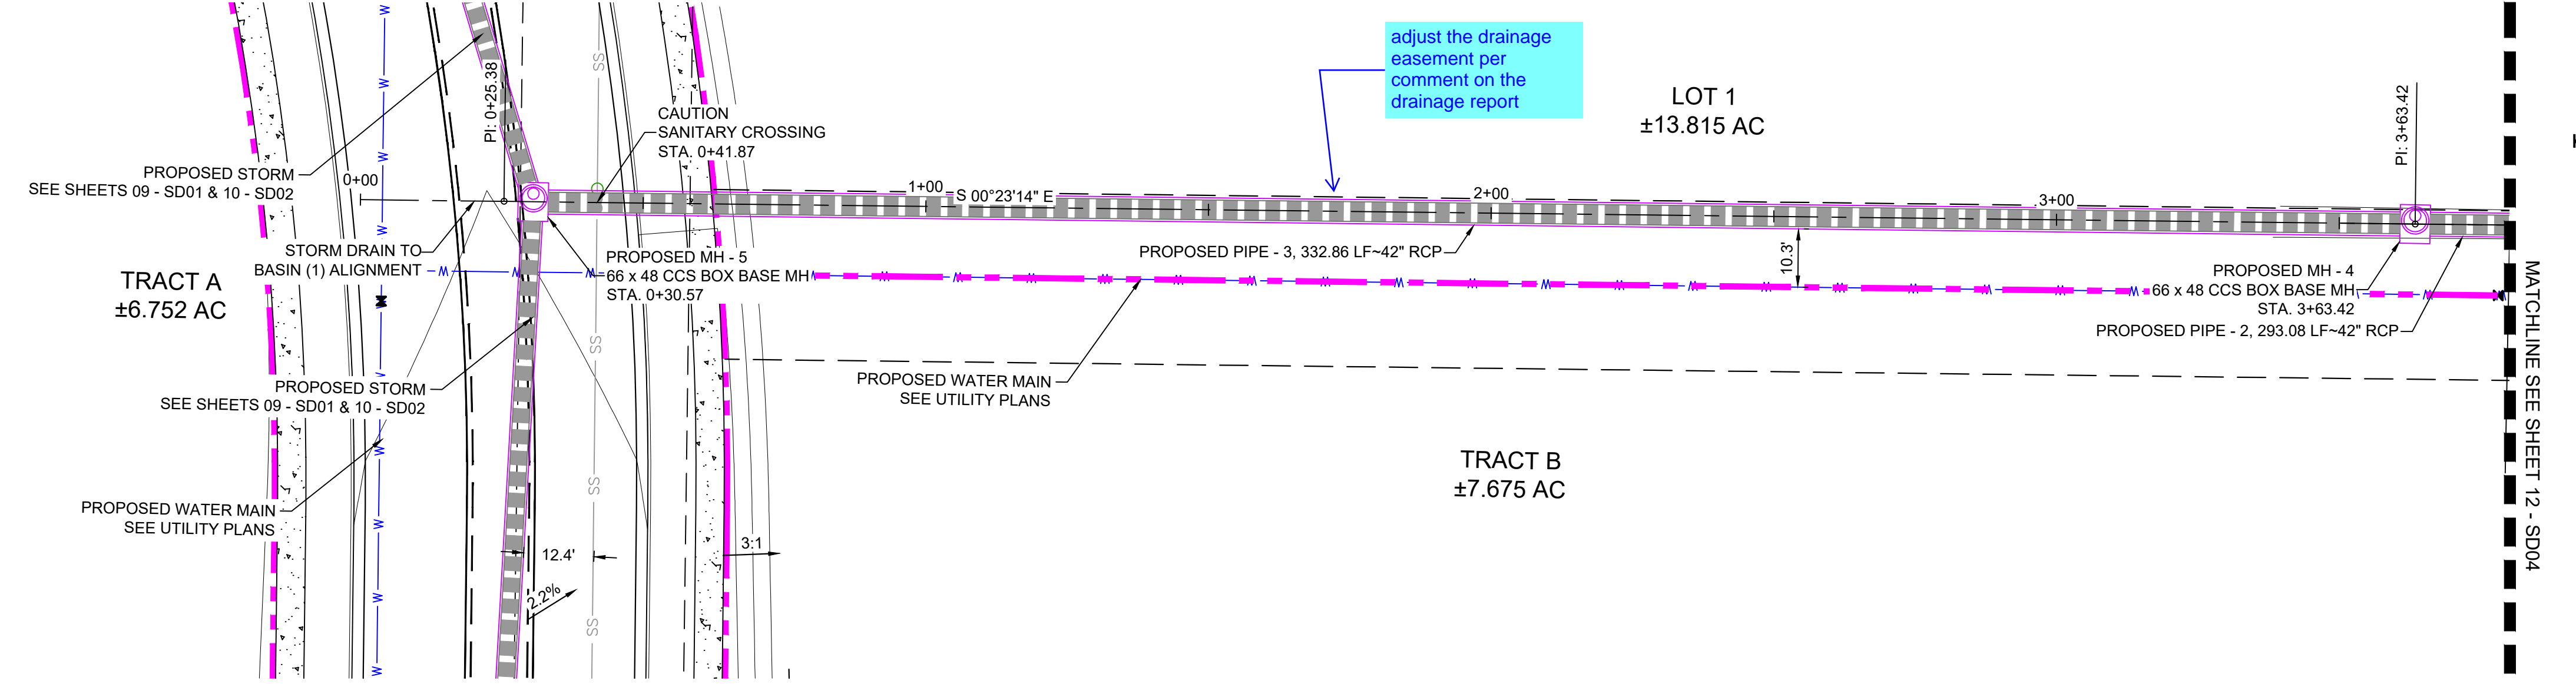 adjust the drainage
easement per
comment on the
drainage report
LOT 1
±13.815 AC
PI: 0+25.38
SS
CAUTION
SANITARY CROSSING
STA. 0+41.87
PI: 3+63.42
PROPOSED STORM
SEE SHEETS 09 - SD01 & 10 - SD02
0+00
1+00
S 00°23'14" E
2+00
3+00
STORM DRAIN TO
BASIN (1) ALIGNMENT
PROPOSED MH - 5
66 x 48 CCS BOX BASE MH
STA. 0+30.57
PROPOSED PIPE - 3, 332.86 LF~42" RCP
10.3'
TRACT A
±6.752 AC
PROPOSED MH - 4
66 x 48 CCS BOX BASE MH
STA. 3+63.42
PROPOSED PIPE - 2, 293.08 LF~42" RCP
MATCHLINE SEE SHEET 12 - SD04
SS
PROPOSED WATER MAIN
SEE UTILITY PLANS
PROPOSED STORM
SEE SHEETS 09 - SD01 & 10 - SD02
TRACT B
±7.675 AC
SS
PROPOSED WATER MAIN
SEE UTILITY PLANS
12.4'
3:1
2.2%
SS
W
W
W
W
W
W
W
W
W